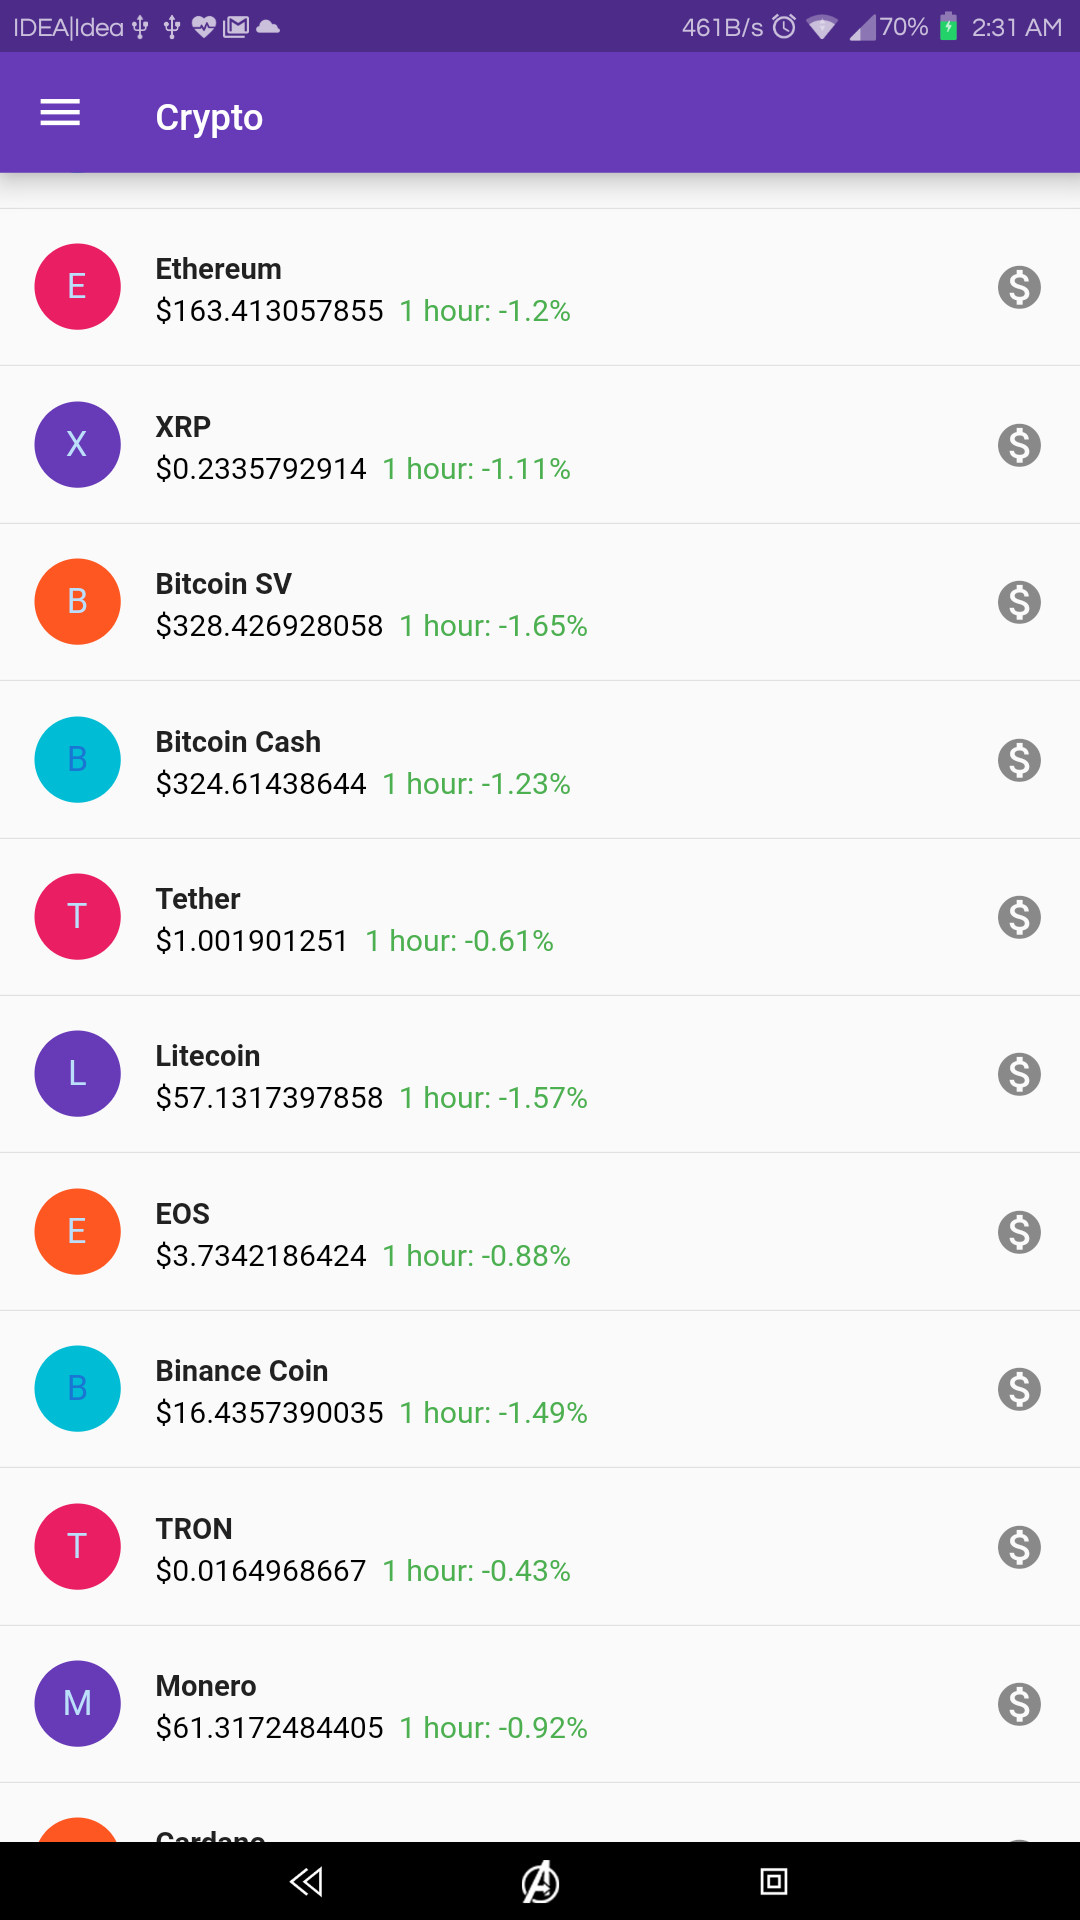 IDEA|Idea 461B/s 70% 2:31 AM
Crypto
E
Ethereum
$163.413057855 1 hour: -1.2%
X
XRP
$0.2335792914 1 hour: -1.11%
B
Bitcoin SV
$328.426928058 1 hour: -1.65%
B
Bitcoin Cash
$324.61438644 1 hour: -1.23%
T
Tether
$1.001901251 1 hour: -0.61%
L
Litecoin
$57.1317397858 1 hour: -1.57%
E
EOS
$3.7342186424 1 hour: -0.88%
B
Binance Coin
$16.4357390035 1 hour: -1.49%
T
TRON
$0.0164968667 1 hour: -0.43%
M
Monero
$61.3172484405 1 hour: -0.92%
Cardano